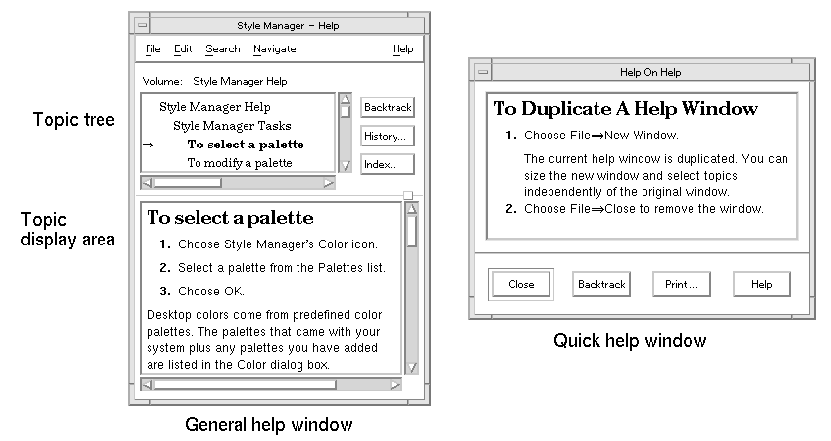 Style Manager – Help
File Edit Search Navigate Help
Volume: Style Manager Help
Topic tree
Style Manager Help
Style Manager Tasks
→ To select a palette
To modify a palette
Backtrack
History...
Index..
Topic
display area
To select a palette
1. Choose Style Manager's Color icon.
2. Select a palette from the Palettes list.
3. Choose OK.
Desktop colors come from predefined color
palettes. The palettes that came with your
system plus any palettes you have added
are listed in the Color dialog box.
General help window
Help On Help
To Duplicate A Help Window
1. Choose File⇒New Window.
The current help window is duplicated. You can
size the new window and select topics
independently of the original window.
2. Choose File⇒Close to remove the window.
Close Backtrack Print... Help
Quick help window